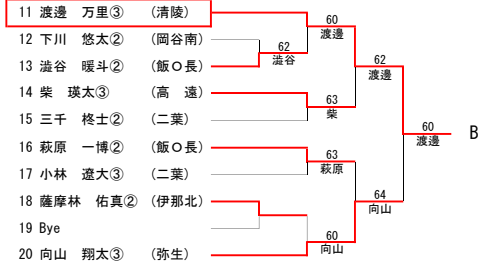 11 渡邊　万里③　（清陵）
12 下川　悠太②　（岡谷南）
13 澁谷　暖斗②　（飯O長）
14 柴　瑛太③　（高　遠）
15 三千　柊士②　（二葉）
16 萩原　一博②　（飯O長）
17 小林　遼大③　（二葉）
18 薩摩林　佑真②　（伊那北）
19 Bye
20 向山　翔太③　（弥生）
62
澁谷
60
渡邊
63
柴
63
萩原
60
向山
62
渡邊
64
向山
60
渡邊
B